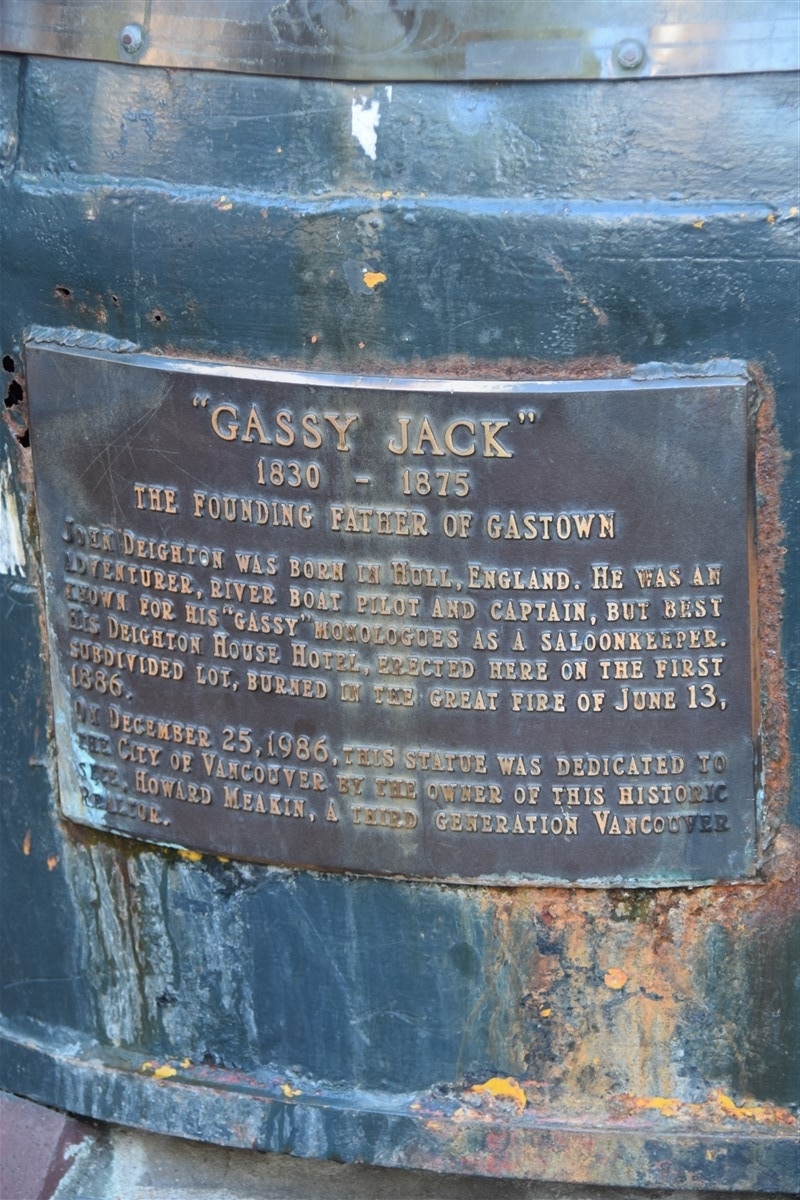 "GASSY JACK"
1830 - 1875
THE FOUNDING FATHER OF GASTOWN
JOHN DEIGHTON WAS BORN IN HULL, ENGLAND. HE WAS AN
ADVENTURER, RIVER BOAT PILOT AND CAPTAIN, BUT BEST
KNOWN FOR HIS "GASSY" MONOLOGUES AS A SALOONKEEPER.
HIS DEIGHTON HOUSE HOTEL, ERECTED HERE ON THE FIRST
SUBDIVIDED LOT, BURNED IN THE GREAT FIRE OF JUNE 13,
1886.
ON DECEMBER 25, 1986, THIS STATUE WAS DEDICATED TO
THE CITY OF VANCOUVER BY THE OWNER OF THIS HISTORIC
SITE, HOWARD MEAKIN, A THIRD GENERATION VANCOUVER
REALTOR.